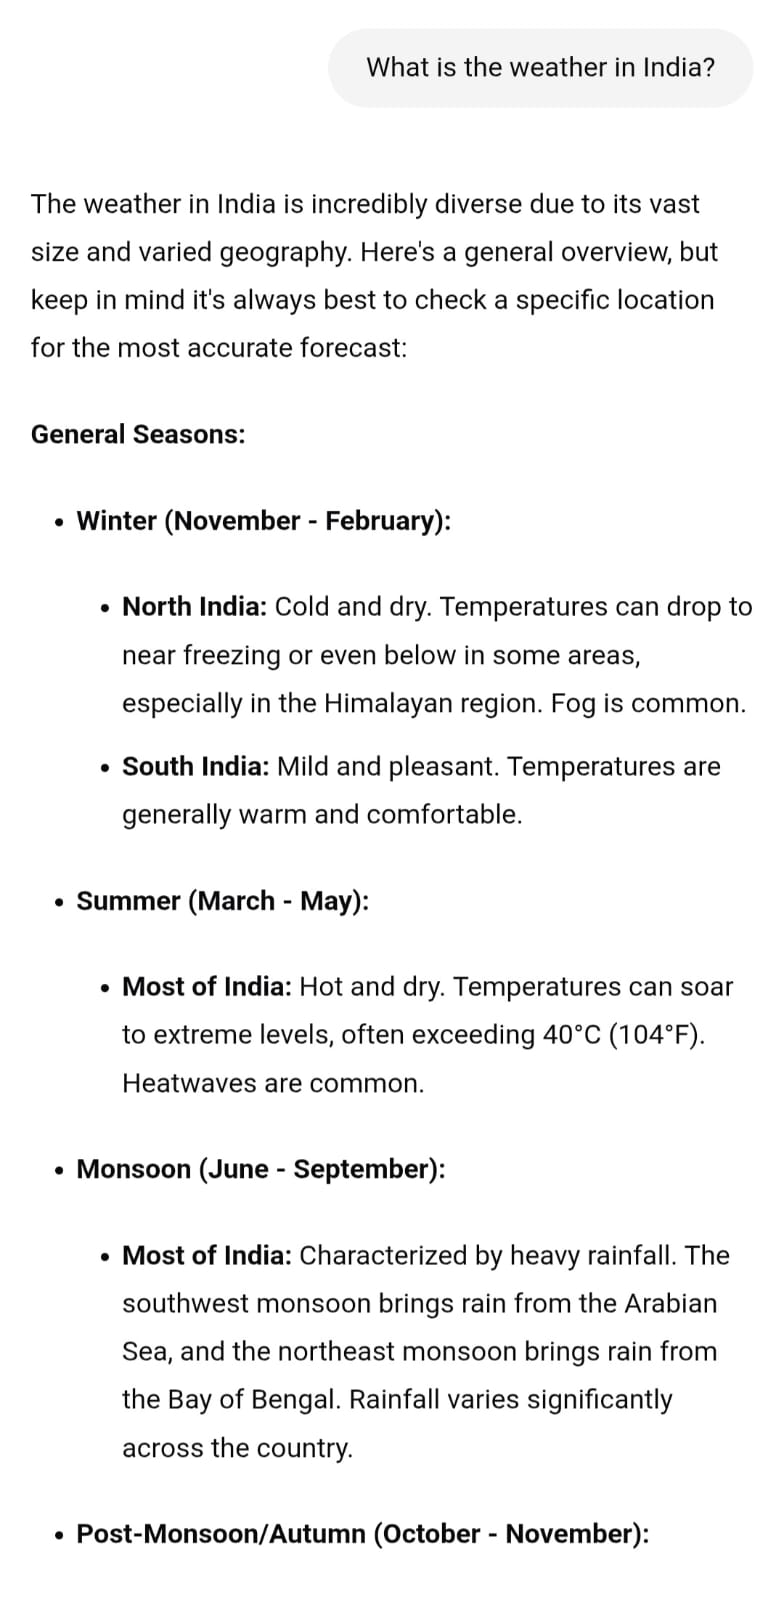 What is the weather in India?
The weather in India is incredibly diverse due to its vast
size and varied geography. Here's a general overview, but
keep in mind it's always best to check a specific location
for the most accurate forecast:
General Seasons:
• Winter (November - February):
• North India: Cold and dry. Temperatures can drop to
near freezing or even below in some areas,
especially in the Himalayan region. Fog is common.
• South India: Mild and pleasant. Temperatures are
generally warm and comfortable.
• Summer (March - May):
• Most of India: Hot and dry. Temperatures can soar
to extreme levels, often exceeding 40°C (104°F).
Heatwaves are common.
• Monsoon (June - September):
• Most of India: Characterized by heavy rainfall. The
southwest monsoon brings rain from the Arabian
Sea, and the northeast monsoon brings rain from
the Bay of Bengal. Rainfall varies significantly
across the country.
• Post-Monsoon/Autumn (October - November):